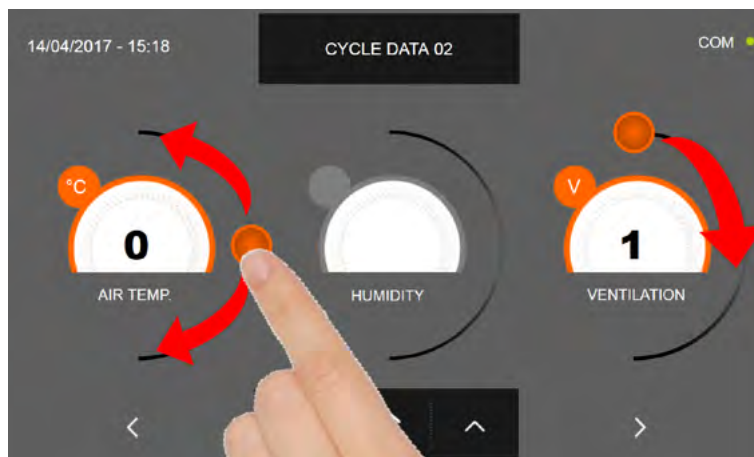 14/04/2017 - 15:18
CYCLE DATA 02
COM
°C
V
0
1
AIR TEMP.
HUMIDITY
VENTILATION